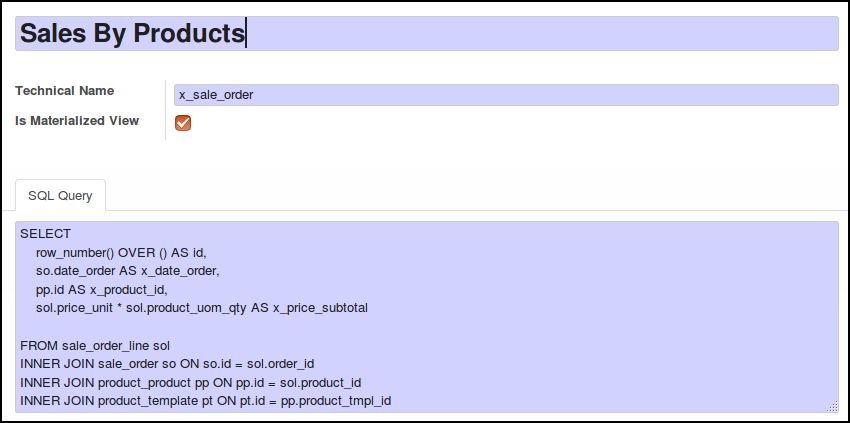 Sales By Products
Technical Name
x_sale_order
Is Materialized View
SQL Query
SELECT
row_number() OVER () AS id,
so.date_order AS x_date_order,
pp.id AS x_product_id,
sol.price_unit * sol.product_uom_qty AS x_price_subtotal
FROM sale_order_line sol
INNER JOIN sale_order so ON so.id = sol.order_id
INNER JOIN product_product pp ON pp.id = sol.product_id
INNER JOIN product_template pt ON pt.id = pp.product_tmpl_id